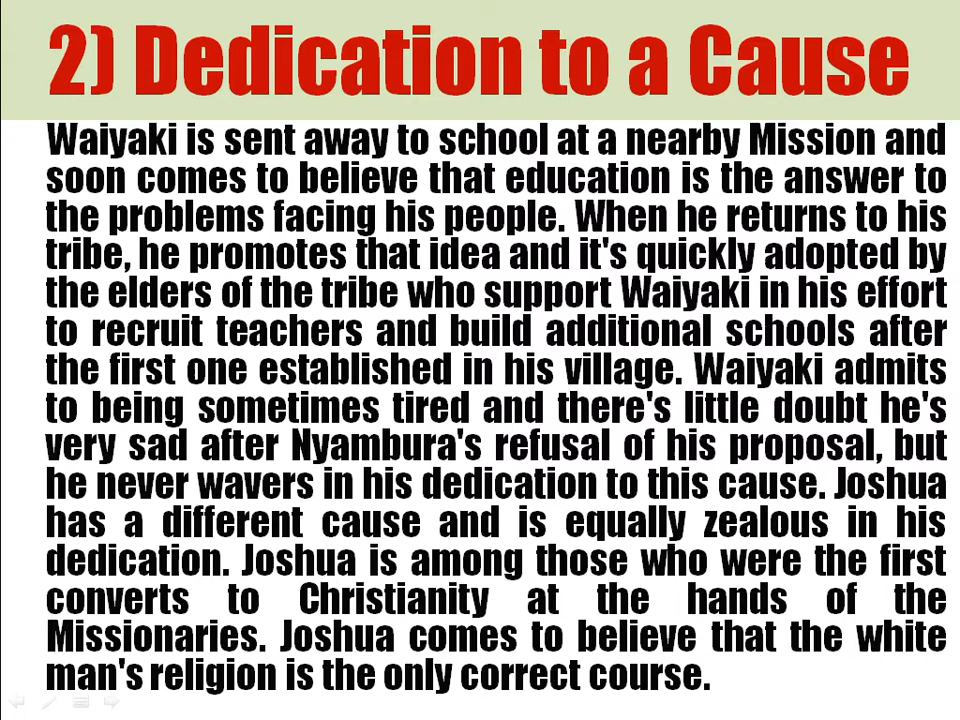 2) Dedication to a Cause
Waiyaki is sent away to school at a nearby Mission and
soon comes to believe that education is the answer to
the problems facing his people. When he returns to his
tribe, he promotes that idea and it's quickly adopted by
the elders of the tribe who support Waiyaki in his effort
to recruit teachers and build additional schools after
the first one established in his village. Waiyaki admits
to being sometimes tired and there's little doubt he's
very sad after Nyambura's refusal of his proposal, but
he never wavers in his dedication to this cause. Joshua
has a different cause and is equally zealous in his
dedication. Joshua is among those who were the first
converts to Christianity at the hands of the
Missionaries. Joshua comes to believe that the white
man's religion is the only correct course.